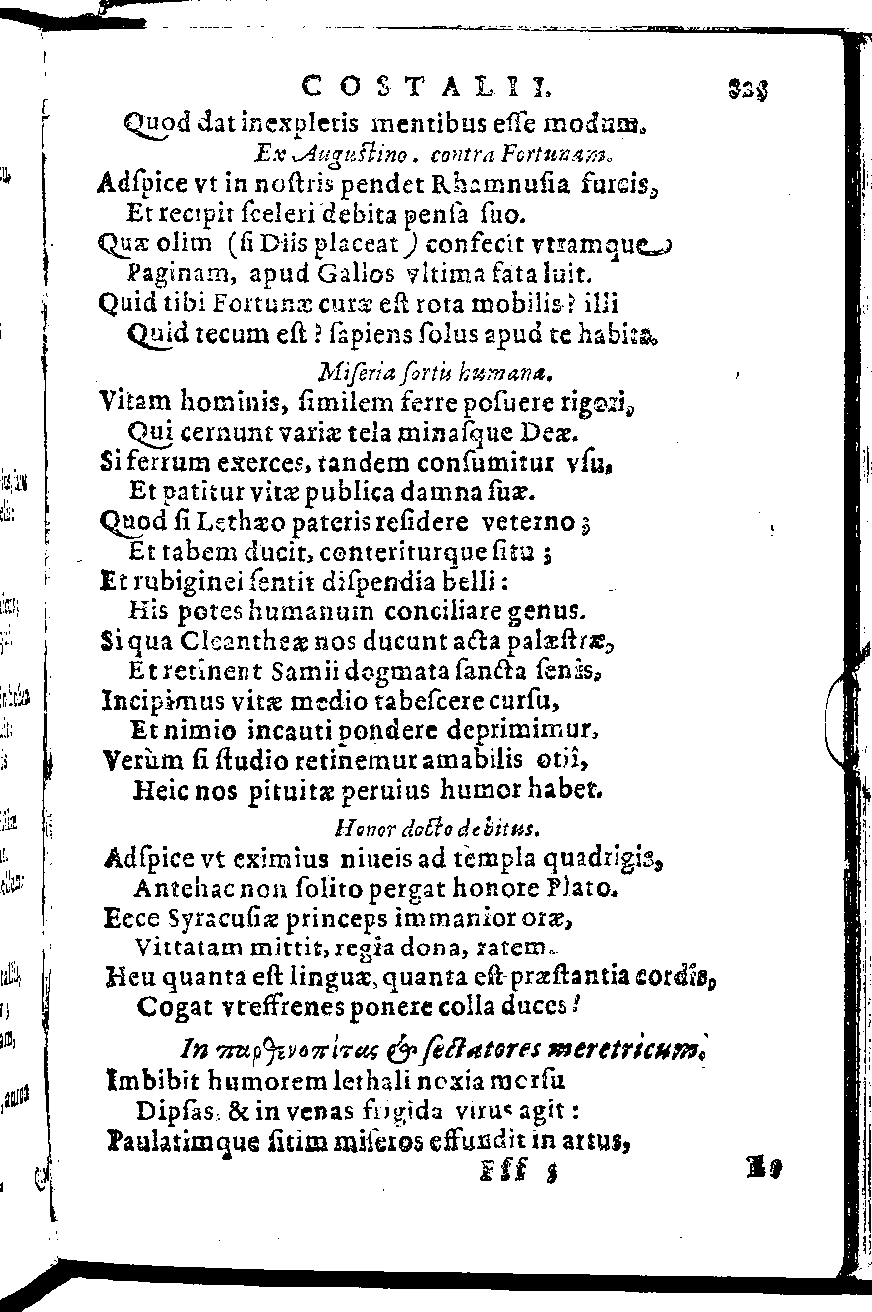 COSTALII. 825
Quod dat inexpletis mentibus eſſe modum.
Ex Auguſtino. contra Fortunam.
Adſpice vt in noſtris pendet Rhamnuſia furcis,
Et recipit ſceleri debita penſa ſuo.
Quæ olim (ſi Diis placeat) confecit vtramque
Paginam, apud Gallos vltima fata luit.
Quid tibi Fortunæ curæ eſt rota mobilis? illi
Quid tecum eſt? ſapiens ſolus apud te habita.
Miſeria ſortis humana.
Vitam hominis, ſimilem ferre poſuere rigori,
Qui cernunt variæ tela minaſque Deæ.
Si ferrum exerces, tandem conſumitur vſu,
Et patitur vitæ publica damna ſuæ.
Quod ſi Lethæo pateris reſidere veterno;
Et tabem ducit, conteriturque ſitu;
Et rubiginei ſentit diſpendia belli:
His potes humanum conciliare genus.
Si qua Cleantheæ nos ducunt acta palæſtræ,
Et retinent Samii dogmata ſancta ſenis,
Incipimus vitæ medio tabeſcere curſu,
Et nimio incauti pondere deprimimur,
Verùm ſi ſtudio retinemur amabilis otii,
Heic nos pituitæ peruius humor habet.
Honor docto debitus.
Adſpice vt eximius niueis ad templa quadrigis,
Antehac non ſolito pergat honore Plato.
Ecce Syracuſiæ princeps immanior oræ,
Vittatam mittit, regia dona, ratem.
Heu quanta eſt linguæ, quanta eſt præſtantia cordis,
Cogat vt effrenes ponere colla duces!
In παρθενοπίτας & ſectatores meretricum.
Imbibit humorem lethali noxia morſu
Dipſas, & in venas frigida virus agit:
Paulatimque ſitim miſeros effundit in artus,
Fff 5